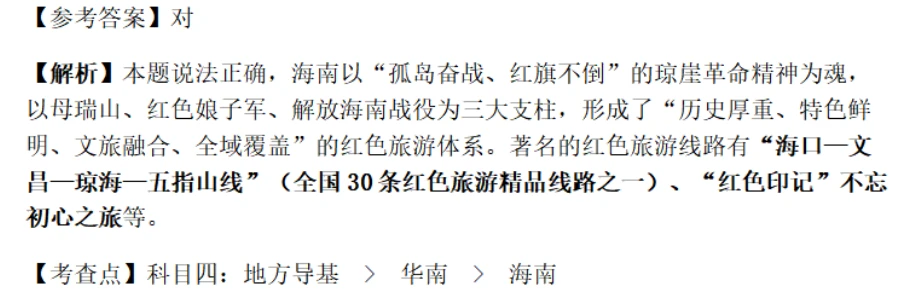 【参考答案】对
【解析】本题说法正确，海南以“孤岛奋战、红旗不倒”的琼崖革命精神为魂，
以母瑞山、红色娘子军、解放海南战役为三大支柱，形成了“历史厚重、特色鲜
明、文旅融合、全域覆盖”的红色旅游体系。著名的红色旅游线路有“海口—文
昌—琼海—五指山线”（全国 30 条红色旅游精品线路之一）、“红色印记”不忘
初心之旅等。
【考查点】科目四：地方导基 > 华南 > 海南